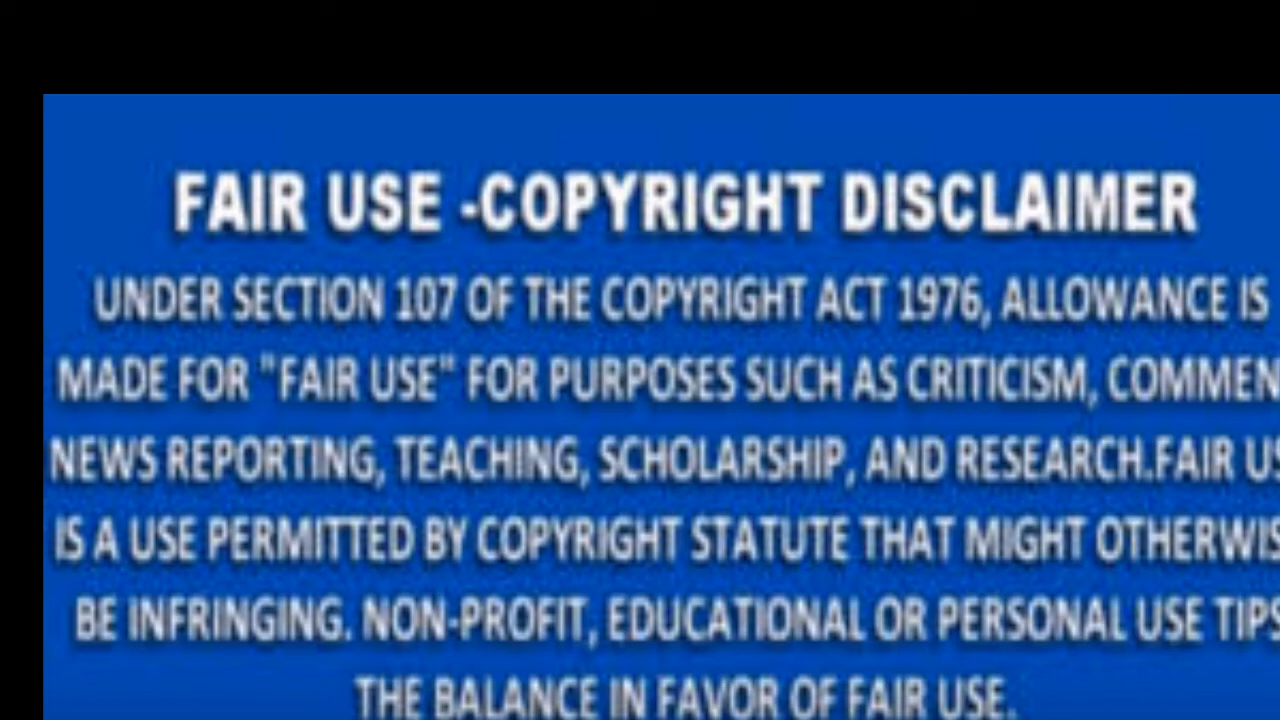 FAIR USE -COPYRIGHT DISCLAIMER
UNDER SECTION 107 OF THE COPYRIGHT ACT 1976, ALLOWANCE IS
MADE FOR "FAIR USE" FOR PURPOSES SUCH AS CRITICISM, COMMEN
NEWS REPORTING, TEACHING, SCHOLARSHIP, AND RESEARCH.FAIR US
IS A USE PERMITTED BY COPYRIGHT STATUTE THAT MIGHT OTHERWIS
BE INFRINGING. NON-PROFIT, EDUCATIONAL OR PERSONAL USE TIPS
THE BALANCE IN FAVOR OF FAIR USE.